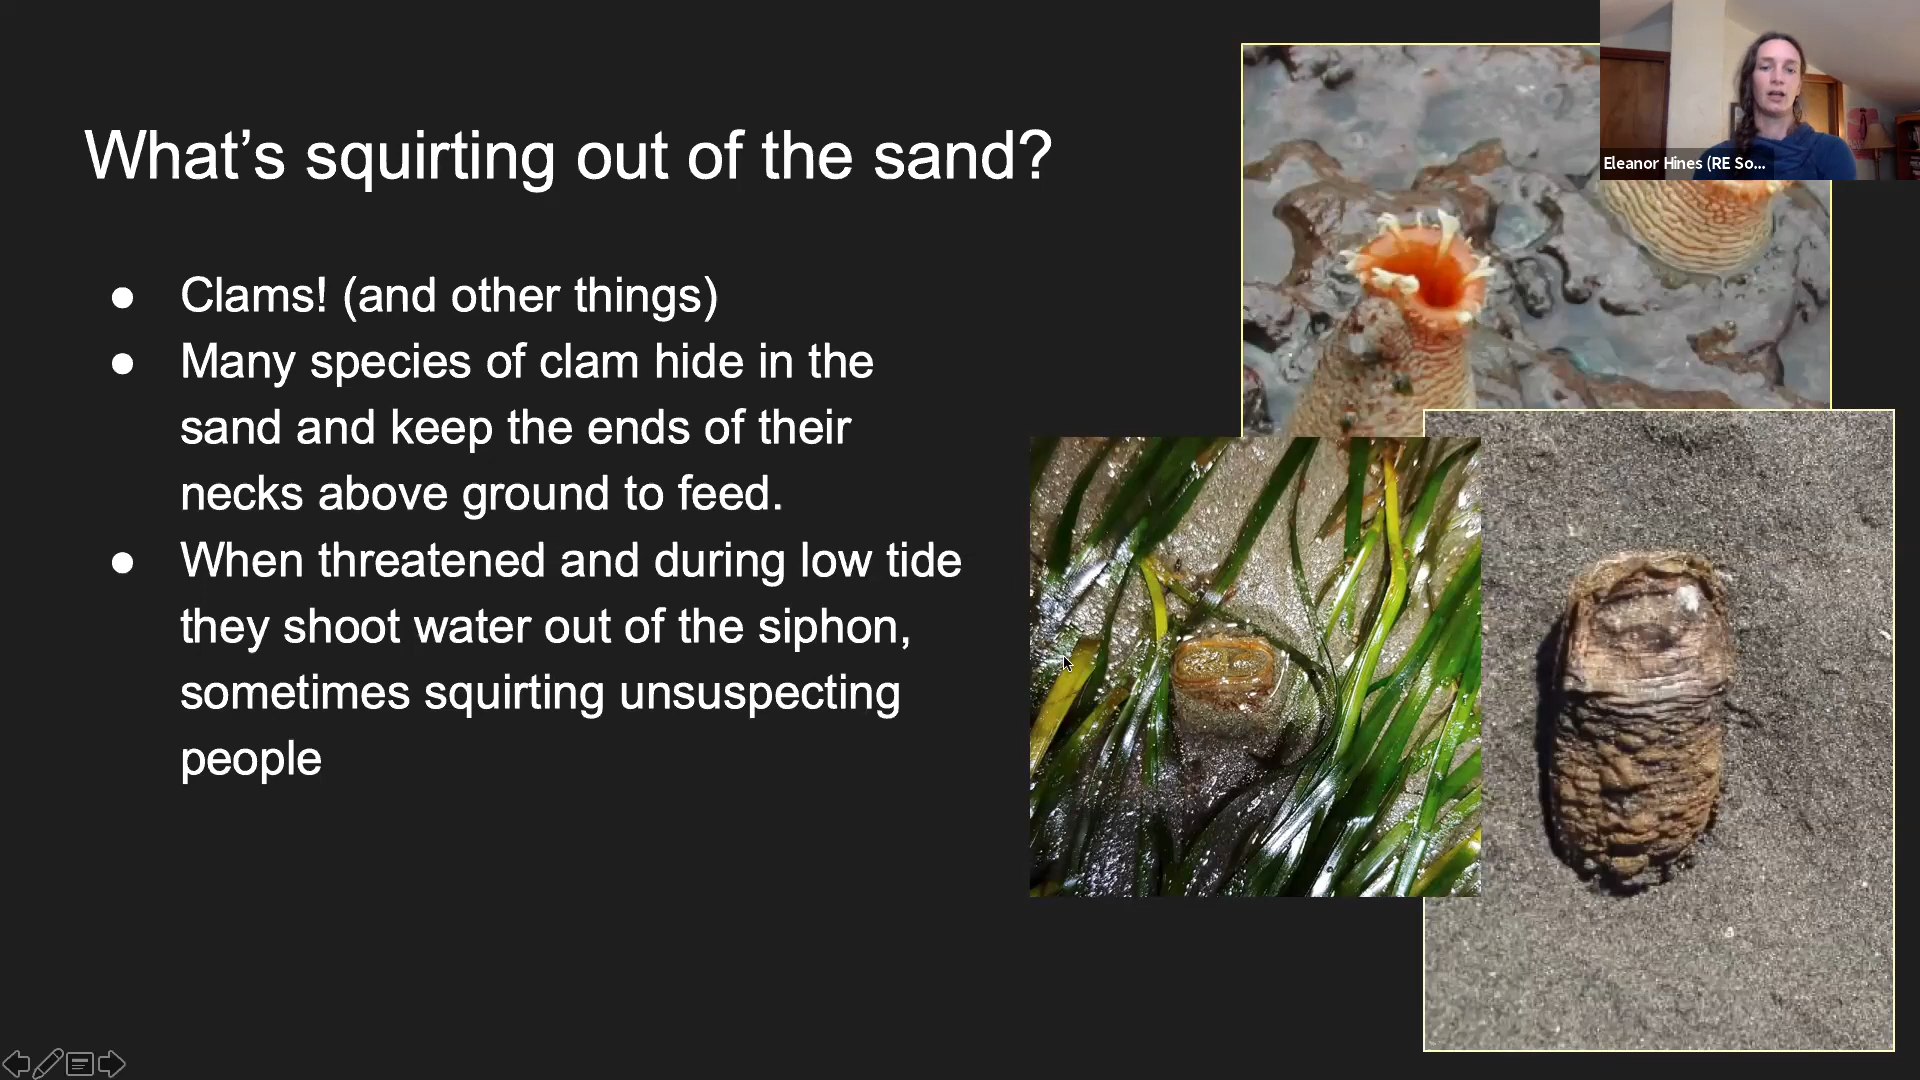 What’s squirting out of the sand?
● Clams! (and other things)
● Many species of clam hide in the
sand and keep the ends of their
necks above ground to feed.
● When threatened and during low tide
they shoot water out of the siphon,
sometimes squirting unsuspecting
people
Eleanor Hines (RE So...